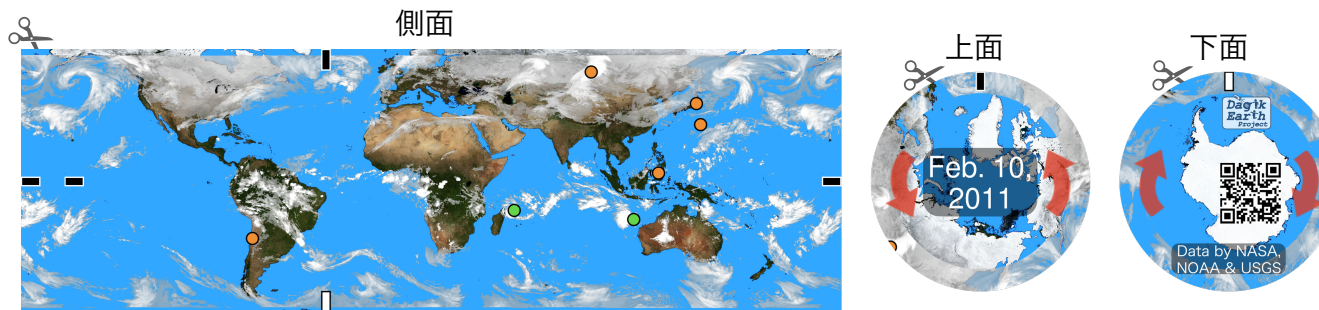 側面
上面
下面
Feb. 10,
2011
Dagik
Earth
Project
Data by NASA,
NOAA & USGS